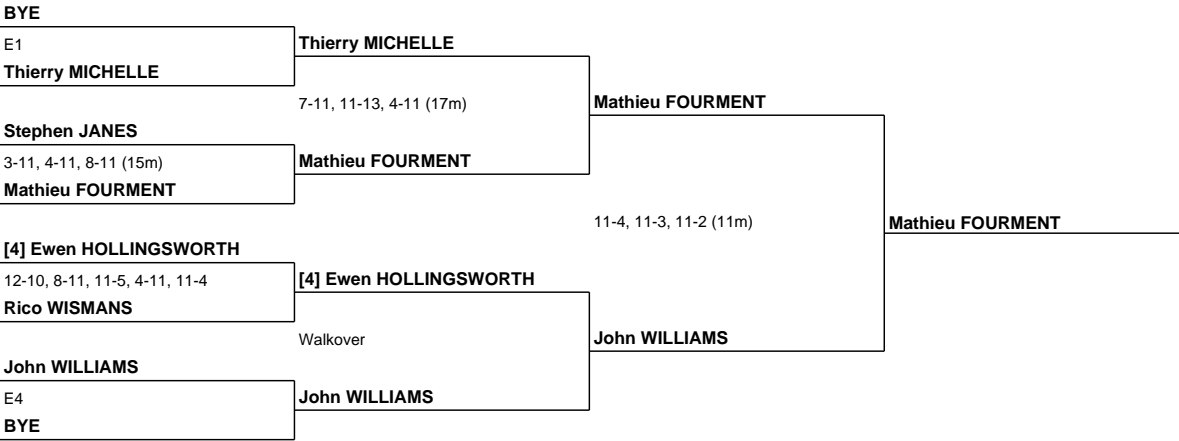 BYE
E1
Thierry MICHELLE
Thierry MICHELLE
7-11, 11-13, 4-11 (17m)
Mathieu FOURMENT
Stephen JANES
3-11, 4-11, 8-11 (15m)
Mathieu FOURMENT
Mathieu FOURMENT
11-4, 11-3, 11-2 (11m)
Mathieu FOURMENT
[4] Ewen HOLLINGSWORTH
12-10, 8-11, 11-5, 4-11, 11-4
[4] Ewen HOLLINGSWORTH
Rico WISMANS
Walkover
John WILLIAMS
John WILLIAMS
E4
John WILLIAMS
BYE